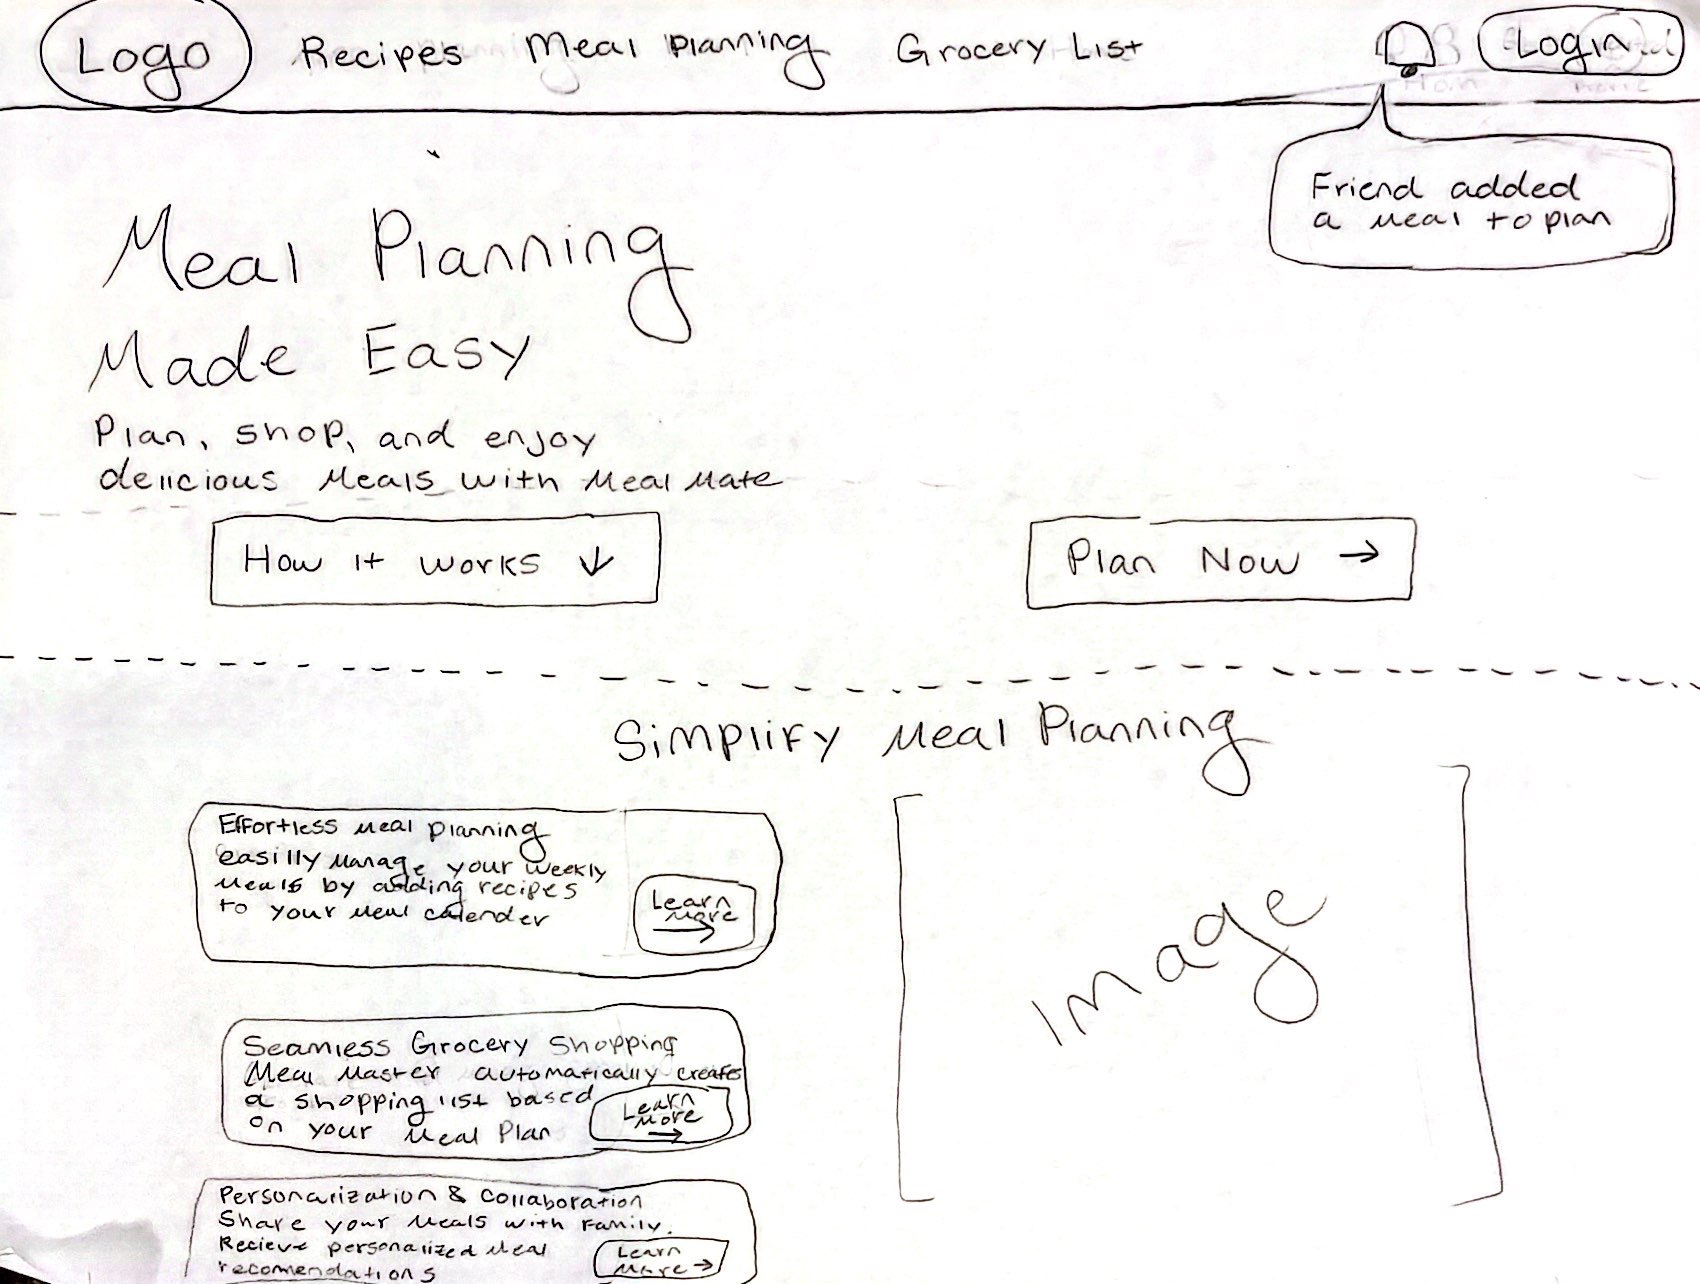 Logo Recipes Meal Planning Grocery List Login
Friend added
a meal to plan
Meal Planning
Made Easy
Plan, shop, and enjoy
delicious Meals with Meal Mate
How it works ↓
Plan Now →
Simplify Meal Planning
Effortless Meal planning
easilly Manage your weekly
Meals by adding recipes
to your Meal calender
Learn
More
→
Seamless Grocery Shopping
Meal Master automatically creates
a shopping list based
on your Meal Plan
Learn
More
→
Personalization & Collaboration
Share your Meals with Family.
Recieve personalized Meal
recomendations
Learn
More →
Image